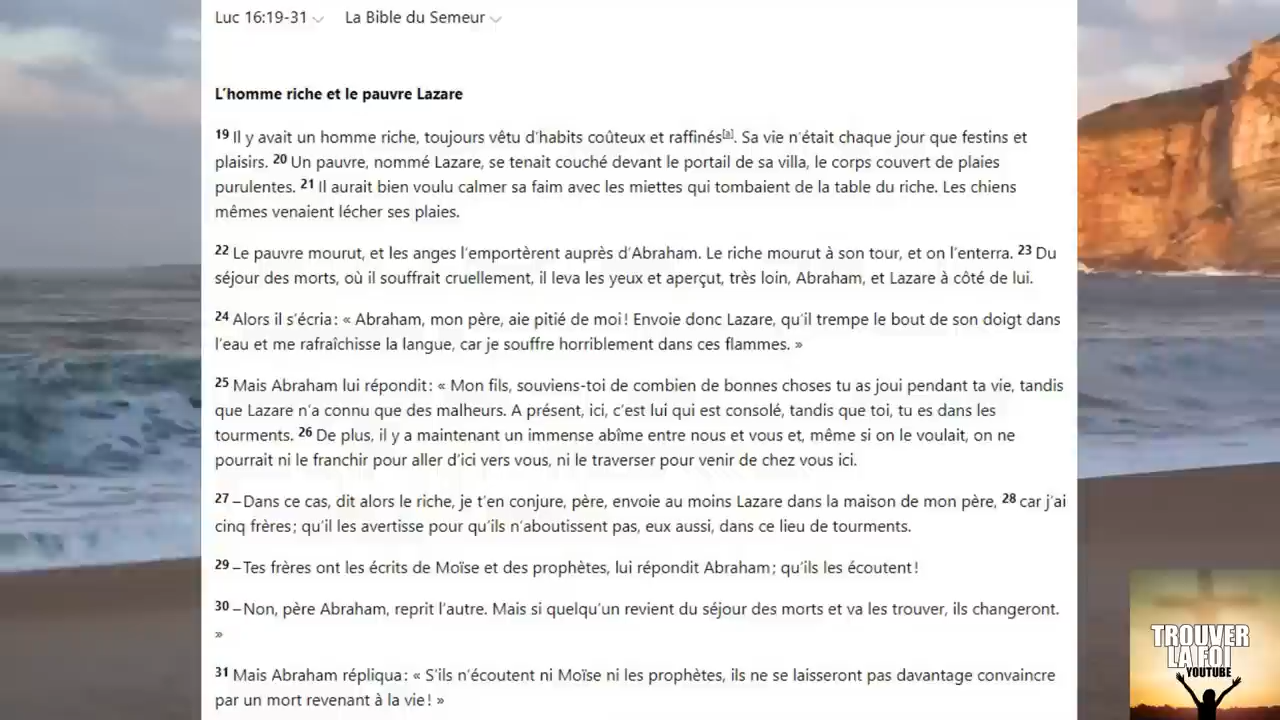 Luc 16:19-31 La Bible du Semeur
L'homme riche et le pauvre Lazare
19 Il y avait un homme riche, toujours vêtu d'habits coûteux et raffinés[a]. Sa vie n'était chaque jour que festins et
plaisirs. 20 Un pauvre, nommé Lazare, se tenait couché devant le portail de sa villa, le corps couvert de plaies
purulentes. 21 Il aurait bien voulu calmer sa faim avec les miettes qui tombaient de la table du riche. Les chiens
mêmes venaient lécher ses plaies.
22 Le pauvre mourut, et les anges l'emportèrent auprès d'Abraham. Le riche mourut à son tour, et on l'enterra. 23 Du
séjour des morts, où il souffrait cruellement, il leva les yeux et aperçut, très loin, Abraham, et Lazare à côté de lui.
24 Alors il s'écria : « Abraham, mon père, aie pitié de moi ! Envoie donc Lazare, qu'il trempe le bout de son doigt dans
l'eau et me rafraîchisse la langue, car je souffre horriblement dans ces flammes. »
25 Mais Abraham lui répondit : « Mon fils, souviens-toi de combien de bonnes choses tu as joui pendant ta vie, tandis
que Lazare n'a connu que des malheurs. A présent, ici, c'est lui qui est consolé, tandis que toi, tu es dans les
tourments. 26 De plus, il y a maintenant un immense abîme entre nous et vous et, même si on le voulait, on ne
pourrait ni le franchir pour aller d'ici vers vous, ni le traverser pour venir de chez vous ici.
27 – Dans ce cas, dit alors le riche, je t'en conjure, père, envoie au moins Lazare dans la maison de mon père, 28 car j'ai
cinq frères ; qu'il les avertisse pour qu'ils n'aboutissent pas, eux aussi, dans ce lieu de tourments.
29 – Tes frères ont les écrits de Moïse et des prophètes, lui répondit Abraham ; qu'ils les écoutent !
30 – Non, père Abraham, reprit l'autre. Mais si quelqu'un revient du séjour des morts et va les trouver, ils changeront.
»
31 Mais Abraham répliqua : « S'ils n'écoutent ni Moïse ni les prophètes, ils ne se laisseront pas davantage convaincre
par un mort revenant à la vie ! »
TROUVER
LA FOI
YOUTUBE